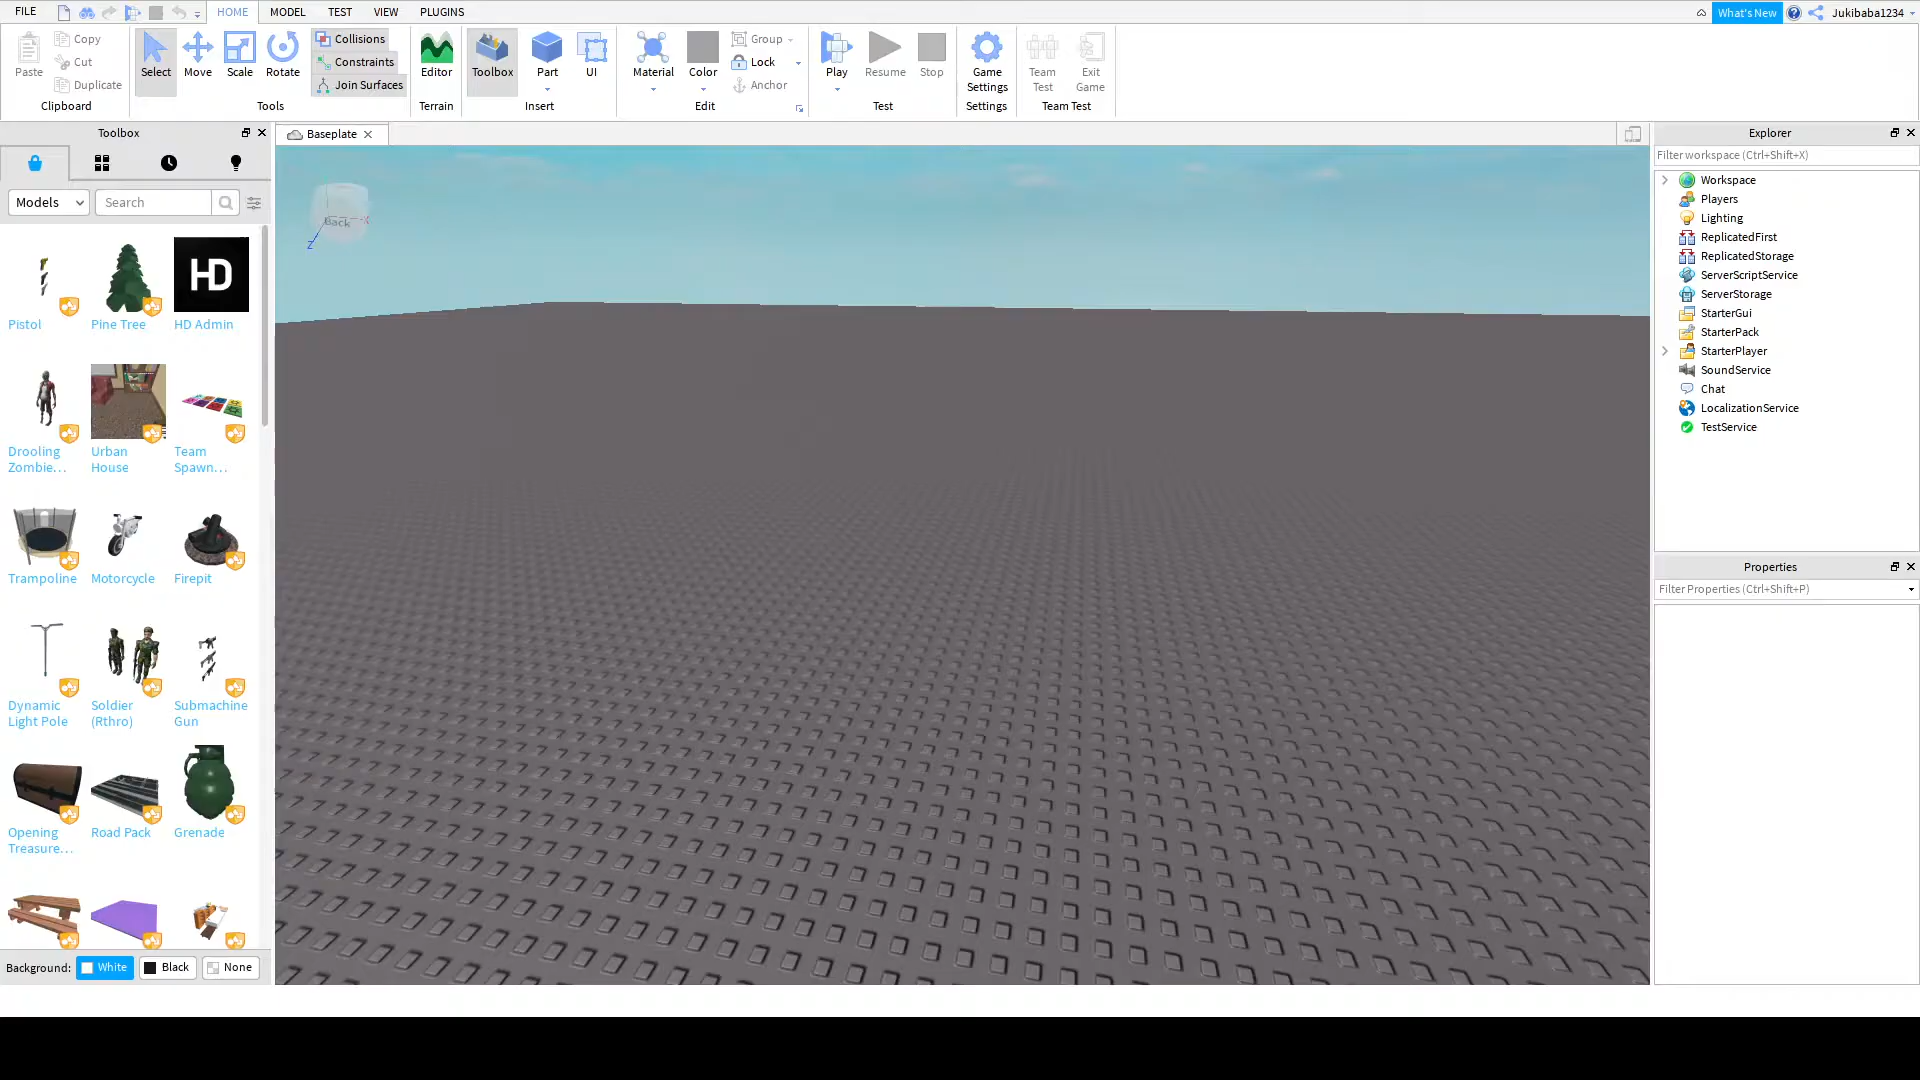 FILE HOME MODEL TEST VIEW PLUGINS What's New Jukibaba1234
Paste Copy Cut Duplicate Clipboard
Select Move Scale Rotate Collisions Constraints Join Surfaces Tools
Editor Terrain
Toolbox Part UI Insert
Material Color Group Lock Anchor Edit
Play Resume Stop Test
Game Settings Settings
Team Test Exit Game Team Test
Toolbox
Models Search
Pistol Pine Tree HD HD Admin
Drooling Zombie... Urban House Team Spawn...
Trampoline Motorcycle Firepit
Dynamic Light Pole Soldier (Rthro) Submachine Gun
Opening Treasure... Road Pack Grenade
Background: White Black None
Baseplate
Back X
Z
Explorer
Filter workspace (Ctrl+Shift+X)
Workspace
Players
Lighting
ReplicatedFirst
ReplicatedStorage
ServerScriptService
ServerStorage
StarterGui
StarterPack
StarterPlayer
SoundService
Chat
LocalizationService
TestService
Properties
Filter Properties (Ctrl+Shift+P)